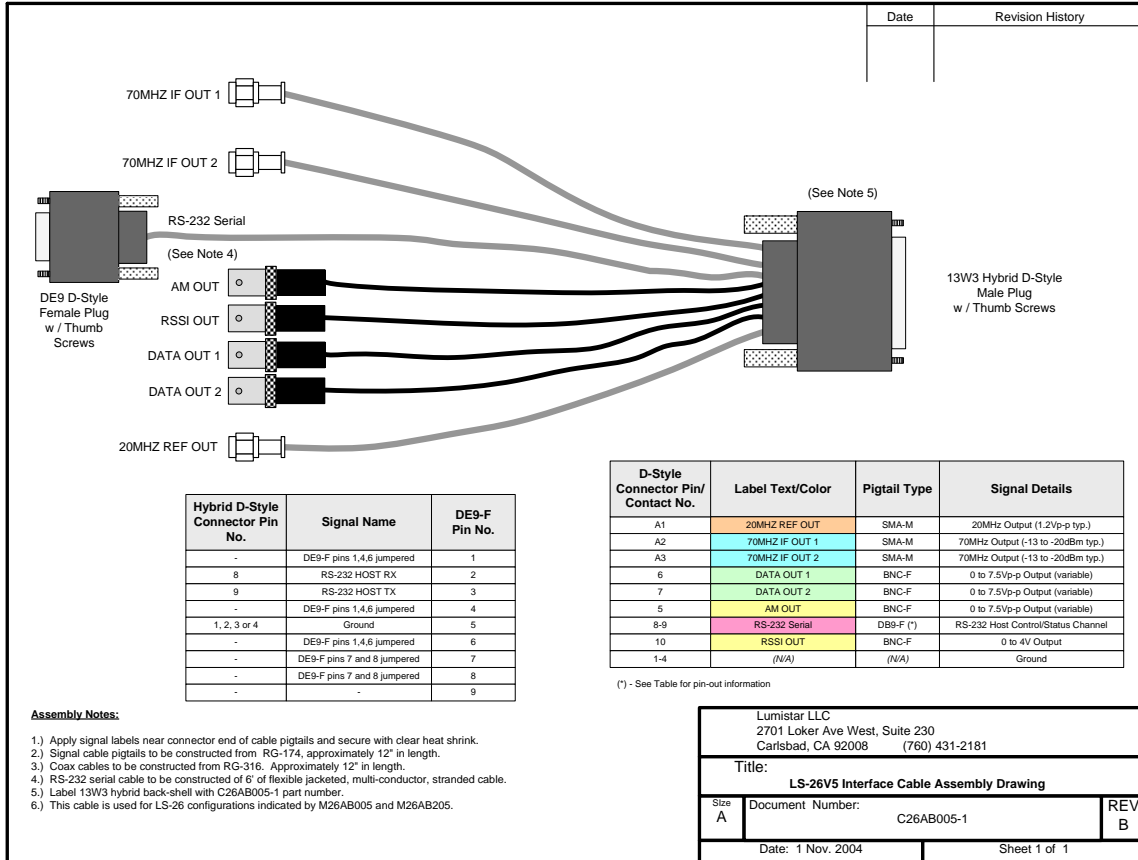 Date Revision History
70MHZ IF OUT 1
70MHZ IF OUT 2
(See Note 5)
RS-232 Serial
(See Note 4)
AM OUT
RSSI OUT
DATA OUT 1
DATA OUT 2
20MHZ REF OUT
DE9 D-Style
Female Plug
w / Thumb
Screws
13W3 Hybrid D-Style
Male Plug
w / Thumb Screws
Hybrid D-Style Connector Pin No. Signal Name DE9-F Pin No.
- DE9-F pins 1,4,6 jumpered 1
8 RS-232 HOST RX 2
9 RS-232 HOST TX 3
- DE9-F pins 1,4,6 jumpered 4
1, 2, 3 or 4 Ground 5
- DE9-F pins 1,4,6 jumpered 6
- DE9-F pins 7 and 8 jumpered 7
- DE9-F pins 7 and 8 jumpered 8
- - 9
D-Style Connector Pin/ Contact No. Label Text/Color Pigtail Type Signal Details
A1 20MHZ REF OUT SMA-M 20MHz Output (1.2Vp-p typ.)
A2 70MHZ IF OUT 1 SMA-M 70MHz Output (-13 to -20dBm typ.)
A3 70MHZ IF OUT 2 SMA-M 70MHz Output (-13 to -20dBm typ.)
6 DATA OUT 1 BNC-F 0 to 7.5Vp-p Output (variable)
7 DATA OUT 2 BNC-F 0 to 7.5Vp-p Output (variable)
5 AM OUT BNC-F 0 to 7.5Vp-p Output (variable)
8-9 RS-232 Serial DB9-F (*) RS-232 Host Control/Status Channel
10 RSSI OUT BNC-F 0 to 4V Output
1-4 (N/A) (N/A) Ground
(*) - See Table for pin-out information
Assembly Notes:
1.) Apply signal labels near connector end of cable pigtails and secure with clear heat shrink.
2.) Signal cable pigtails to be constructed from RG-174, approximately 12" in length.
3.) Coax cables to be constructed from RG-316. Approximately 12" in length.
4.) RS-232 serial cable to be constructed of 6' of flexible jacketed, multi-conductor, stranded cable.
5.) Label 13W3 hybrid back-shell with C26AB005-1 part number.
6.) This cable is used for LS-26 configurations indicated by M26AB005 and M26AB205.
Lumistar LLC
2701 Loker Ave West, Suite 230
Carlsbad, CA 92008 (760) 431-2181
Title:
LS-26V5 Interface Cable Assembly Drawing
Size
A
Document Number:
C26AB005-1
REV
B
Date: 1 Nov. 2004 Sheet 1 of 1